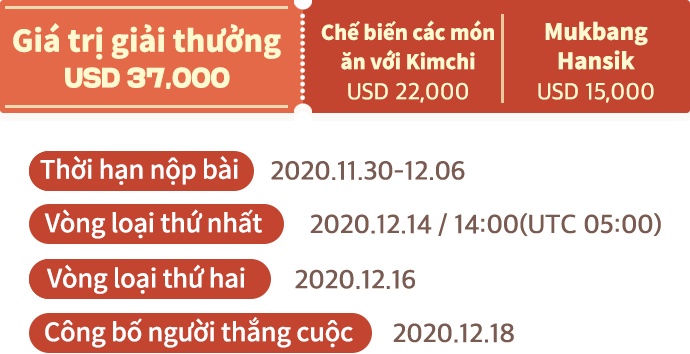 Giá trị giải thưởng
USD 37,000
Chế biến các món
ăn với Kimchi
USD 22,000
Mukbang
Hansik
USD 15,000
Thời hạn nộp bài 2020.11.30-12.06
Vòng loại thứ nhất 2020.12.14 / 14:00(UTC 05:00)
Vòng loại thứ hai 2020.12.16
Công bố người thắng cuộc 2020.12.18